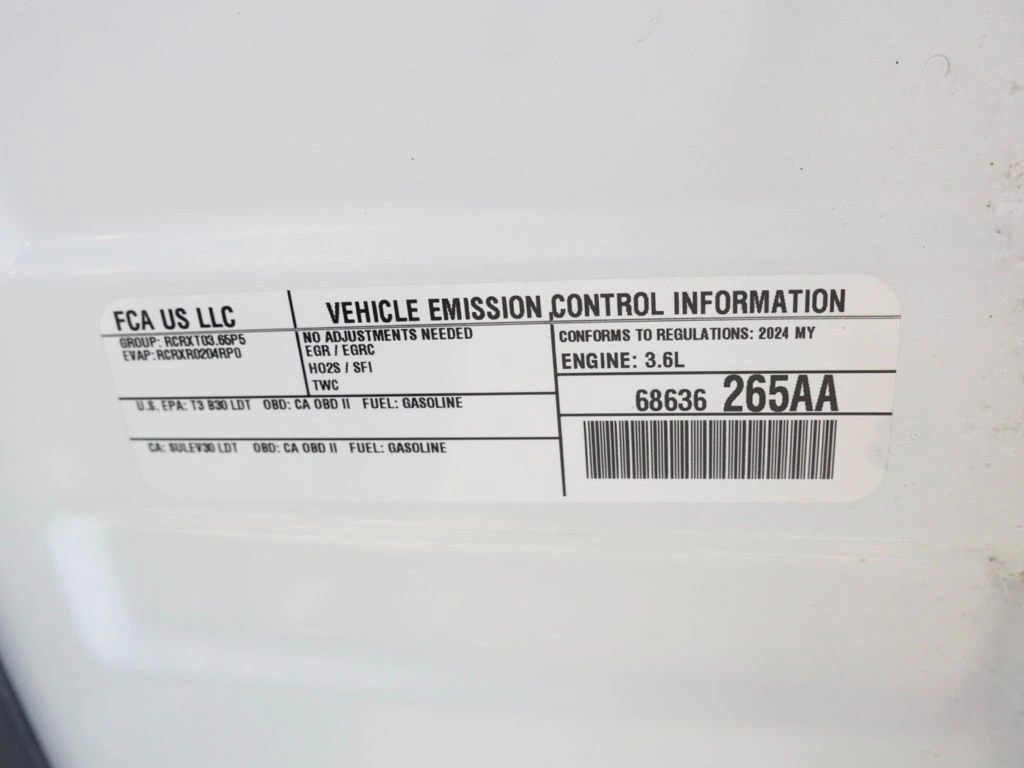 FCA US LLC
VEHICLE EMISSION CONTROL INFORMATION
GROUP: RCRXT03.65P5
EVAP: RCRXR0204RP0
NO ADJUSTMENTS NEEDED
EGR / EGRC
HO2S / SFI
TWC
CONFORMS TO REGULATIONS: 2024 MY
ENGINE: 3.6L
68636 265AA
U.S. EPA: T3 B30 LDT OBD: CA OBD II FUEL: GASOLINE
CA: SULEV30 LDT OBD: CA OBD II FUEL: GASOLINE